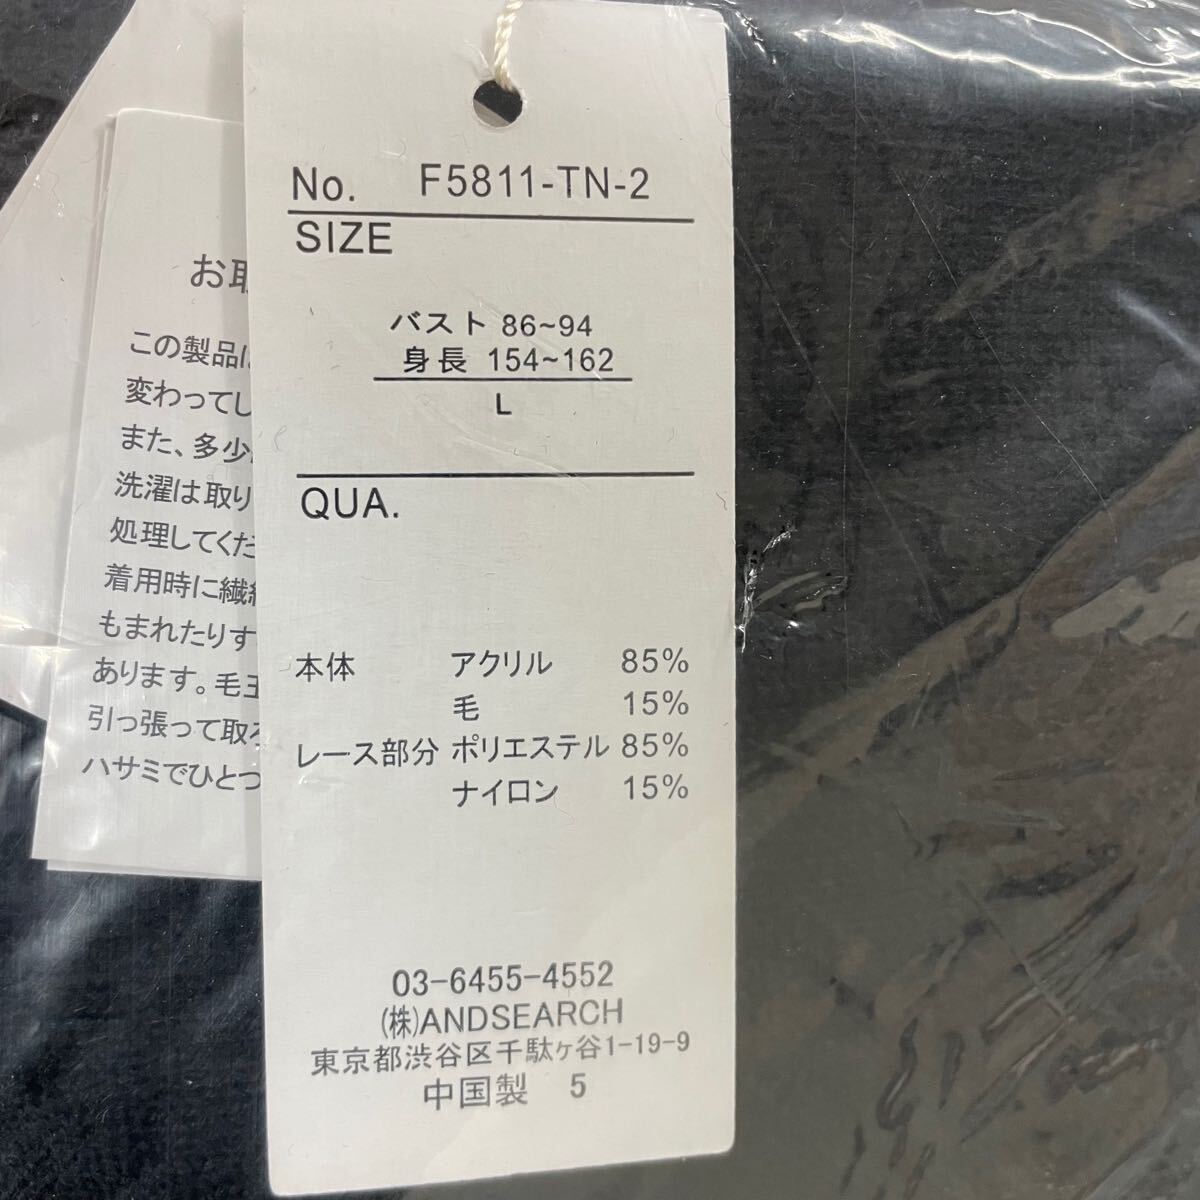 No. F5811-TN-2
SIZE
バスト 86~94
身長 154~162
L
QUA.
本体 アクリル 85%
毛 15%
レース部分 ポリエステル 85%
ナイロン 15%
03-6455-4552
(株)ANDSEARCH
東京都渋谷区千駄ヶ谷1-19-9
中国製 5
お取
この製品は
変わってし
また、多少
洗濯は取り
処理してくだ
着用時に繊
もまれたりす
あります。毛玉
引っ張って取
ハサミでひとつ